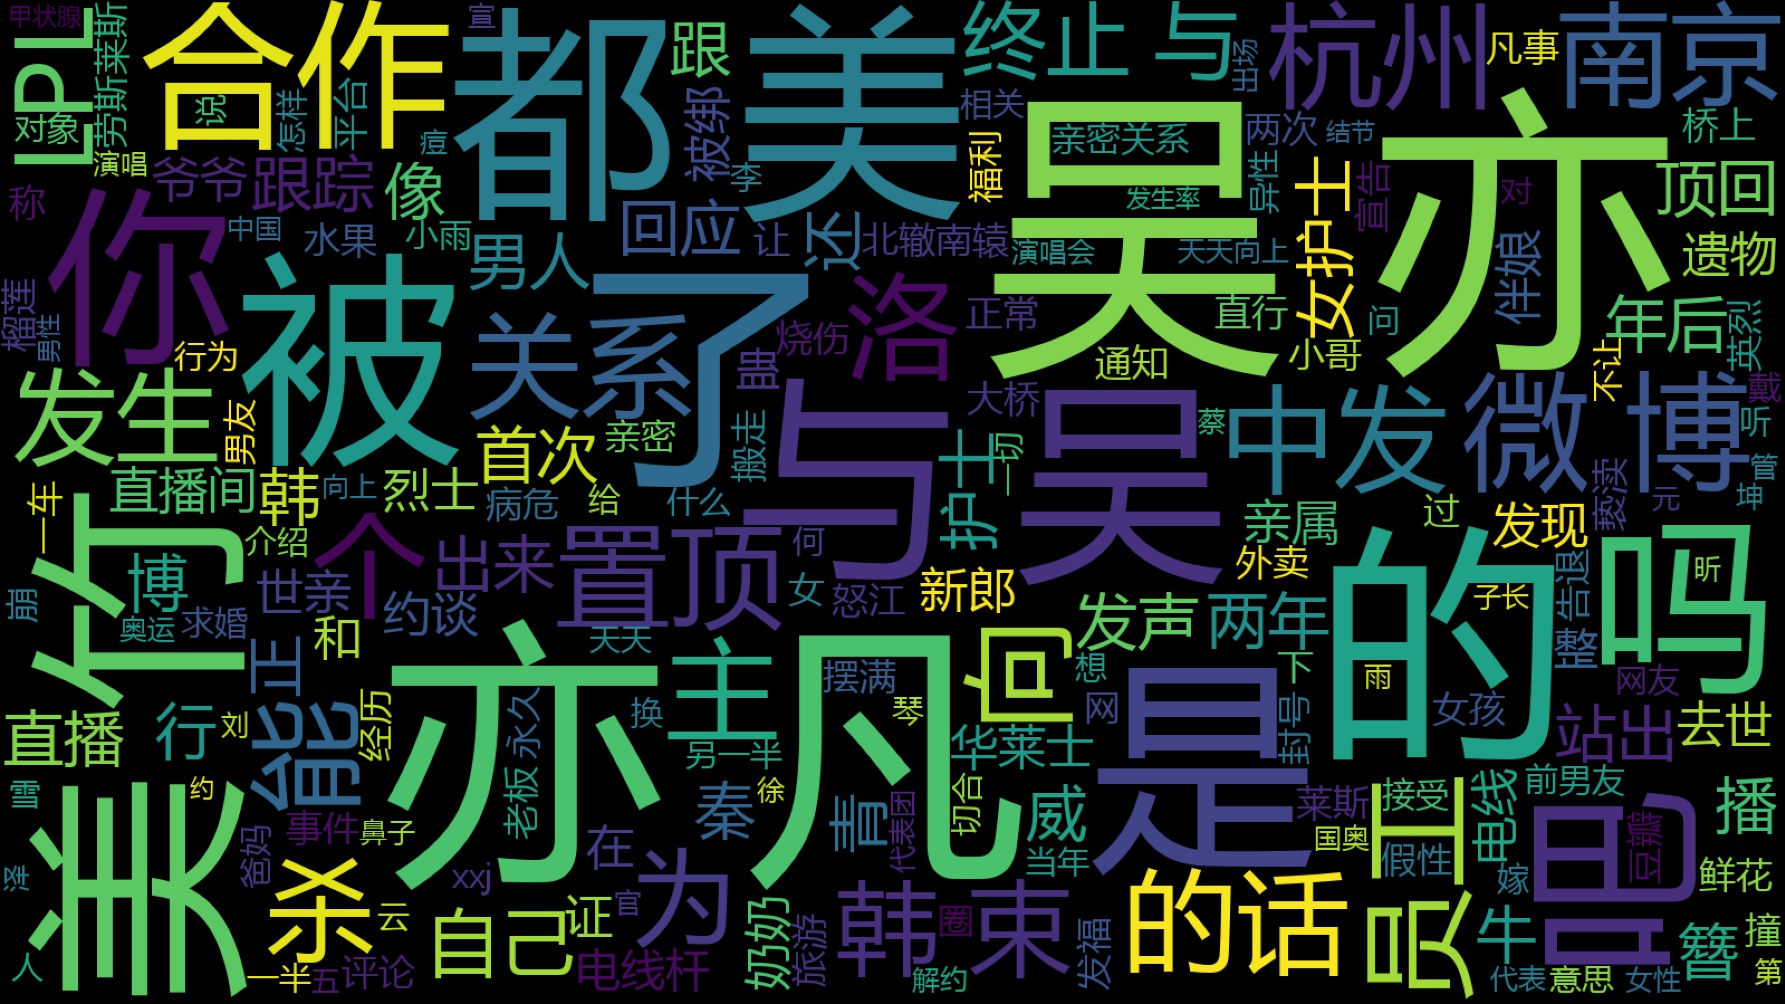 甲状腺
LPL
劳斯莱斯
合作
宣
都
美
跟
终止
与
杭州
凡事
南京
出场
对象
说
怎样
平台
痘
被绑
相关
亲密关系
两次
结节
桥上
演唱
爷爷
跟踪
像
李
福利
吴
亦
异性
女护士
宣告
对
顶回
称
你
中国
水果
小雨
男人
回应
让
还
北辙南辕
发生率
演唱会
天天向上
伴娘
遗物
榴莲
男性
行为
被
关系
了
蛊
烧伤
洛
正常
通知
直行
小哥
问
年后
英烈
不让
发生
男友
首次
亲密
搬走
与
大桥
吴
蔡
中
发
微
博
戴
听
管
坤
直播间
韩
向上
烈士
病危
给
什么
护士
一切
亲属
过
发现
亵渎
元
一车
竹
介绍
个
出来
置顶
何
外卖
的
吗
昕
崩
博
奥运
求婚
世亲
约谈
女
怒江
新郎
发声
两年
子长
告退
和
正能
天天
亦
主
摆满
凡
向
想
下
雨
整
网友
直播
行
刘
经历
永久
换
另一半
琴
网
是
封号
女孩
站出
去世
美
雪
约
事件
鼻子
老板
秦
徐
青
代表团
华莱士
切合
威
当年
莱斯
国奥
接受
假性
员工
电线
前男友
吧
豆瓣
播
泽
爸妈
杀
xxj
在
为
官
鲜花
嫁
人
云
自己
证
奶奶
旅游
韩束
圈
发福
的话
牛
簪
撞
一半
五
评论
电线杆
解约
代表
意思
女性
第